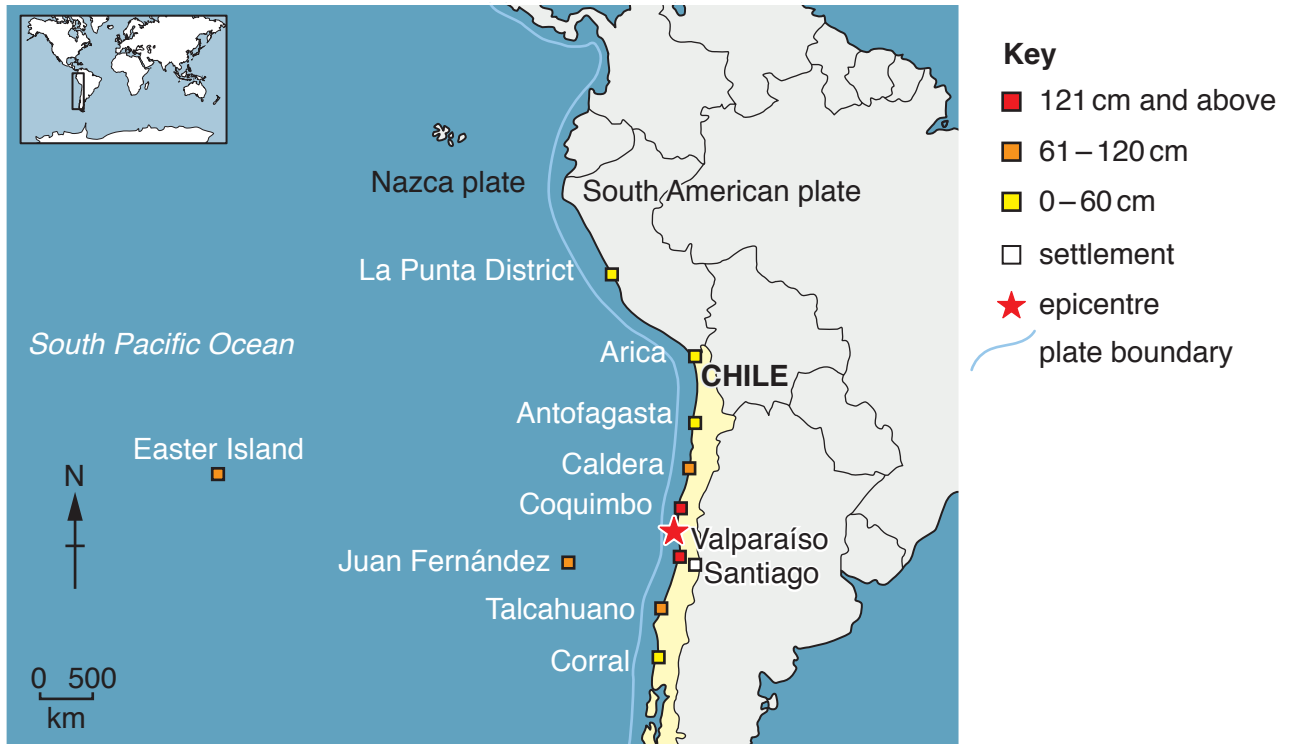 Key
121 cm and above
61 – 120 cm
0 – 60 cm
settlement
epicentre
plate boundary
Nazca plate
South American plate
La Punta District
South Pacific Ocean
Arica
CHILE
Antofagasta
Easter Island
Caldera
N
Coquimbo
Valparaíso
Juan Fernández
Santiago
Talcahuano
Corral
0 500
km